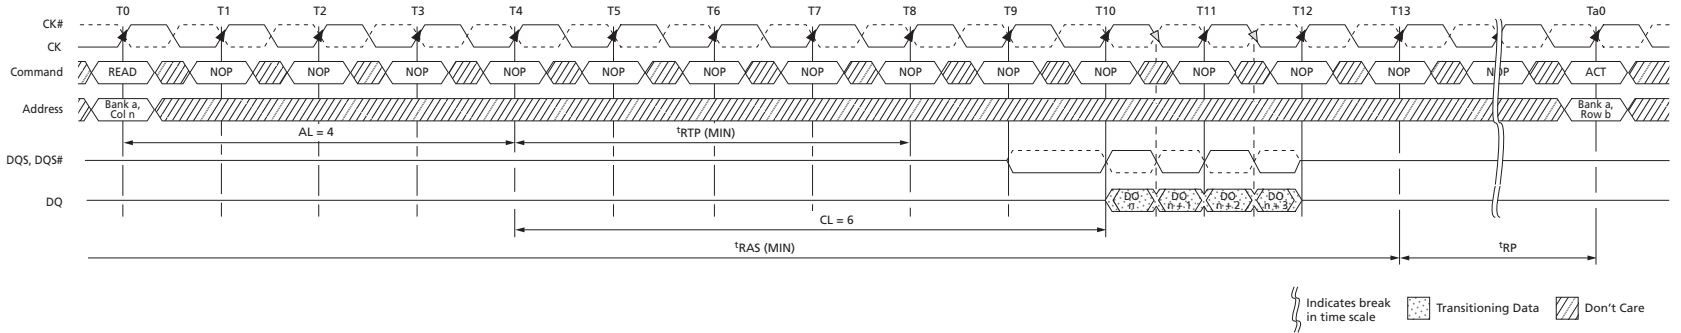 T0 T1 T2 T3 T4 T5 T6 T7 T8 T9 T10 T11 T12 T13 Ta0
CK#
CK
Command READ NOP NOP NOP NOP NOP NOP NOP NOP NOP NOP NOP NOP NOP NOP ACT
Address Bank a, Col n Bank a, Row b
AL = 4 tRTP (MIN)
DQS, DQS#
DQ DO n DO n + 1 DO n + 2 DO n + 3
CL = 6
tRAS (MIN) tRP
Indicates break in time scale Transitioning Data Don't Care